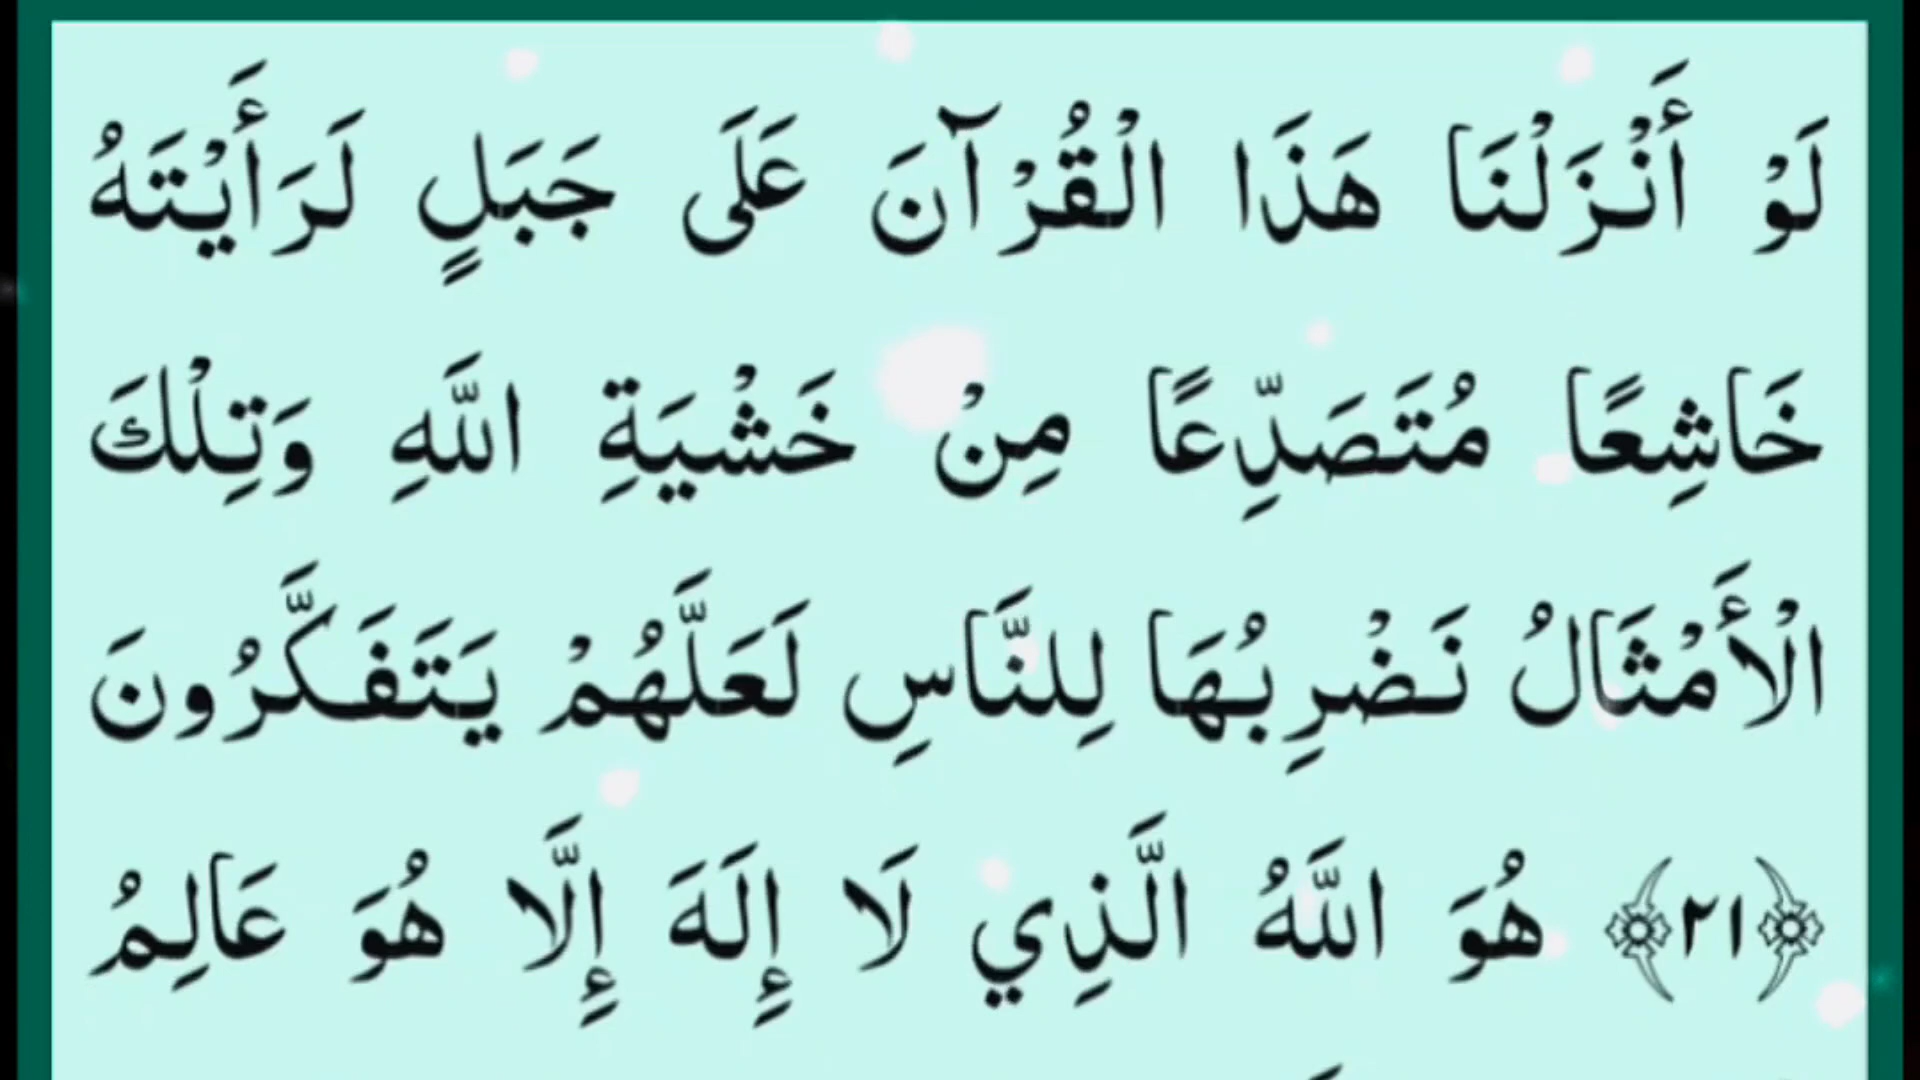 لَوْ أَنْزَلْنَا هَذَا الْقُرْآنَ عَلَى جَبَلٍ لَرَأَيْتَهُ
خَاشِعًا مُتَصَدِّعًا مِنْ خَشْيَةِ اللَّهِ وَتِلْكَ
الْأَمْثَالُ نَضْرِبُهَا لِلنَّاسِ لَعَلَّهُمْ يَتَفَكَّرُونَ
﴿٢١﴾ هُوَ اللَّهُ الَّذِي لَا إِلَهَ إِلَّا هُوَ عَالِمُ